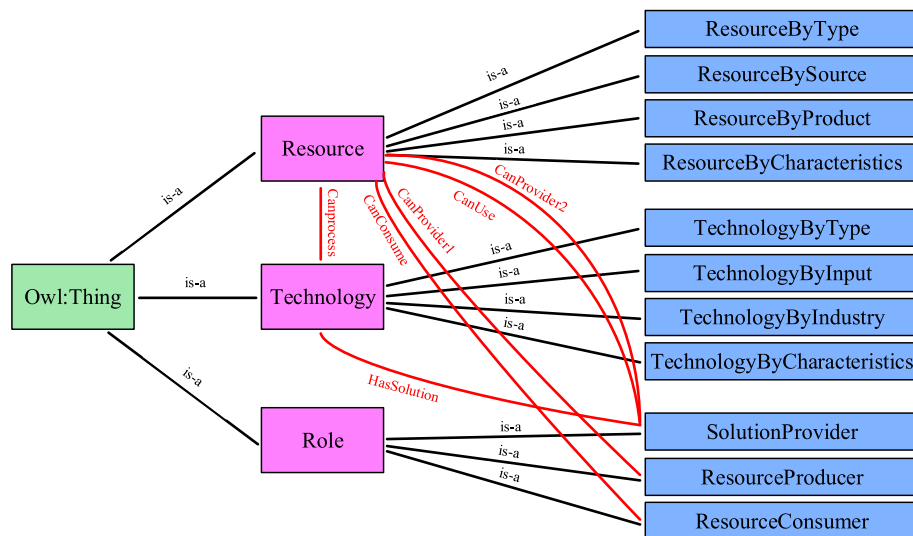 ResourceByType
is-a
ResourceBySource
is-a
ResourceByProduct
is-a
Resource
ResourceByCharacteristics
is-a
is-a
CanProvider2
CanUse
CanProvider1
CanConsume
Canprocess
TechnologyByType
is-a
TechnologyByInput
is-a
Owl:Thing
is-a
Technology
TechnologyByIndustry
is-a
TechnologyByCharacteristics
is-a
HasSolution
is-a
Role
SolutionProvider
is-a
ResourceProducer
is-a
ResourceConsumer
is-a